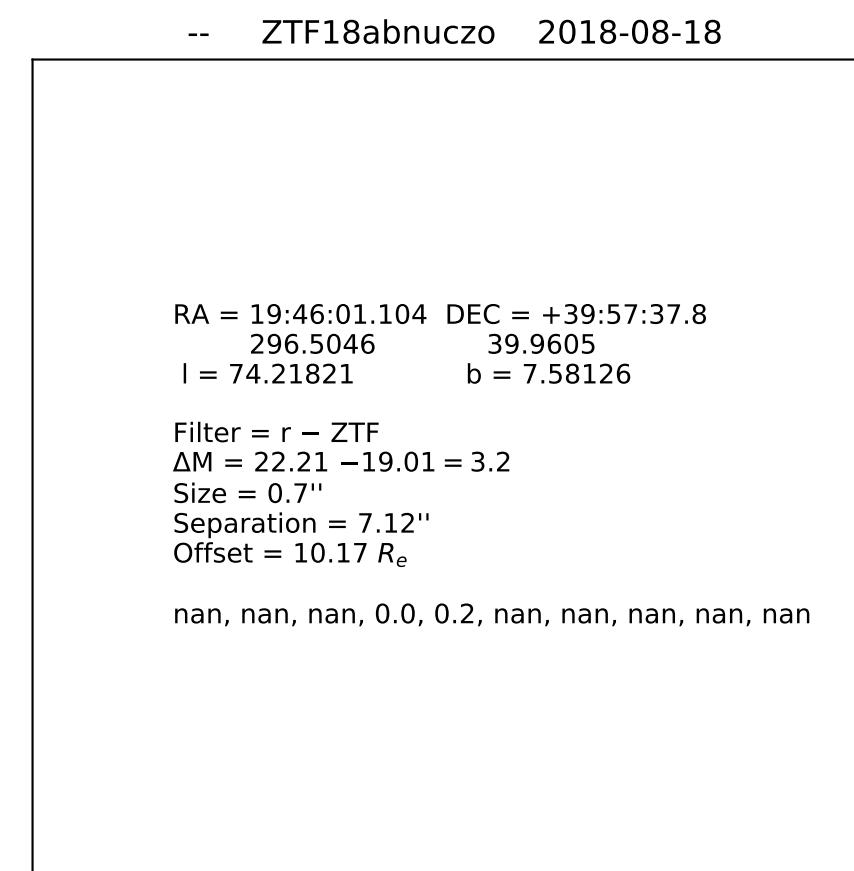 -- ZTF18abnuczo 2018-08-18
RA = 19:46:01.104 DEC = +39:57:37.8
296.5046 39.9605
l = 74.21821 b = 7.58126
Filter = r − ZTF
ΔM = 22.21 −19.01 = 3.2
Size = 0.7''
Separation = 7.12''
Offset = 10.17 Re
nan, nan, nan, 0.0, 0.2, nan, nan, nan, nan, nan